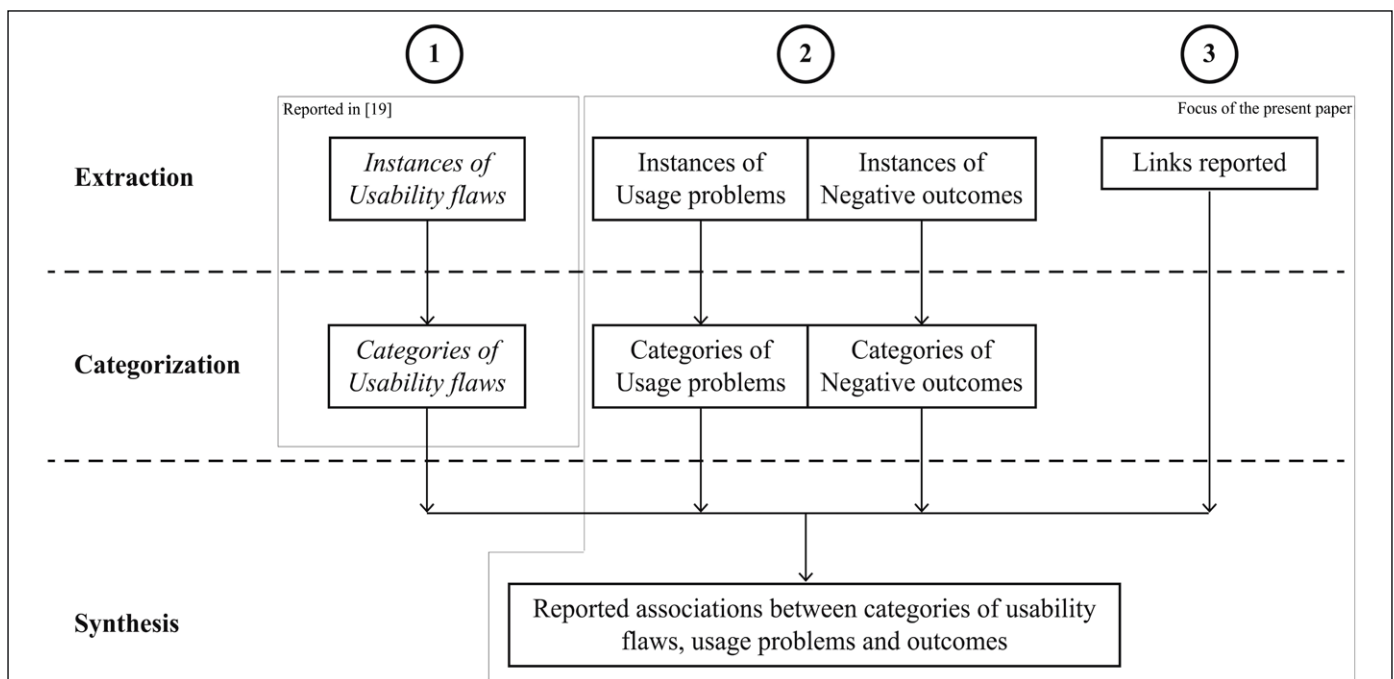 1
2
3
Reported in [19]
Focus of the present paper
Extraction
Instances of
Usability flaws
Instances of
Usage problems
Instances of
Negative outcomes
Links reported
Categorization
Categories of
Usability flaws
Categories of
Usage problems
Categories of
Negative outcomes
Synthesis
Reported associations between categories of usability
flaws, usage problems and outcomes